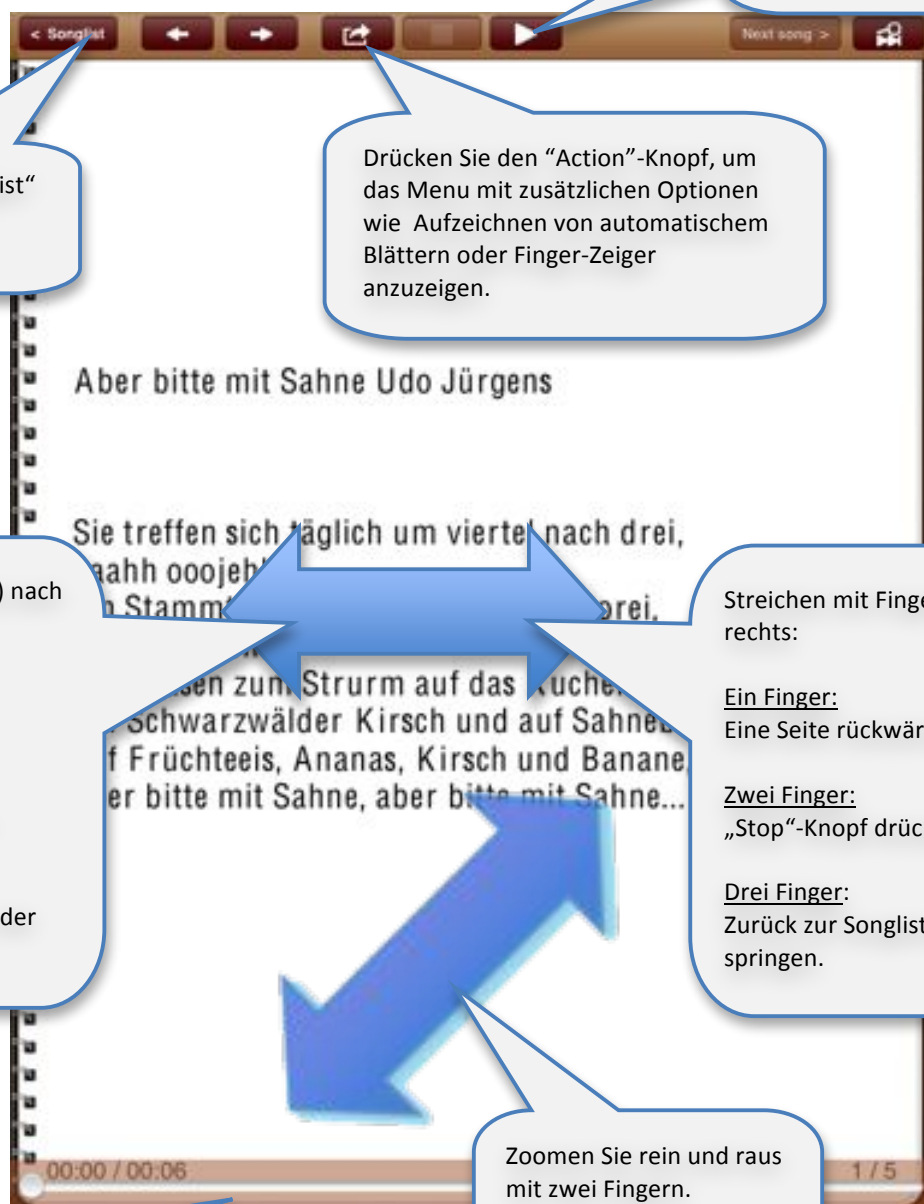 < Songlist
Next song >
ist“
Drücken Sie den “Action”-Knopf, um
das Menu mit zusätzlichen Optionen
wie Aufzeichnen von automatischem
Blättern oder Finger-Zeiger
anzuzeigen.
Aber bitte mit Sahne Udo Jürgens
Sie treffen sich täglich um viertel nach drei,
aahh ooojeh
Stamm
orei,
) nach
der
sen zum Strurm auf das Kuche
Schwarzwälder Kirsch und auf Sahne
f Früchteeis, Ananas, Kirsch und Banane,
er bitte mit Sahne, aber bitte mit Sahne...
Streichen mit Finge
rechts:
Ein Finger:
Eine Seite rückwär
Zwei Finger:
„Stop“-Knopf drüc
Drei Finger:
Zurück zur Songlist
springen.
Zoomen Sie rein und raus
mit zwei Fingern.
00:00 / 00:06
1 / 5